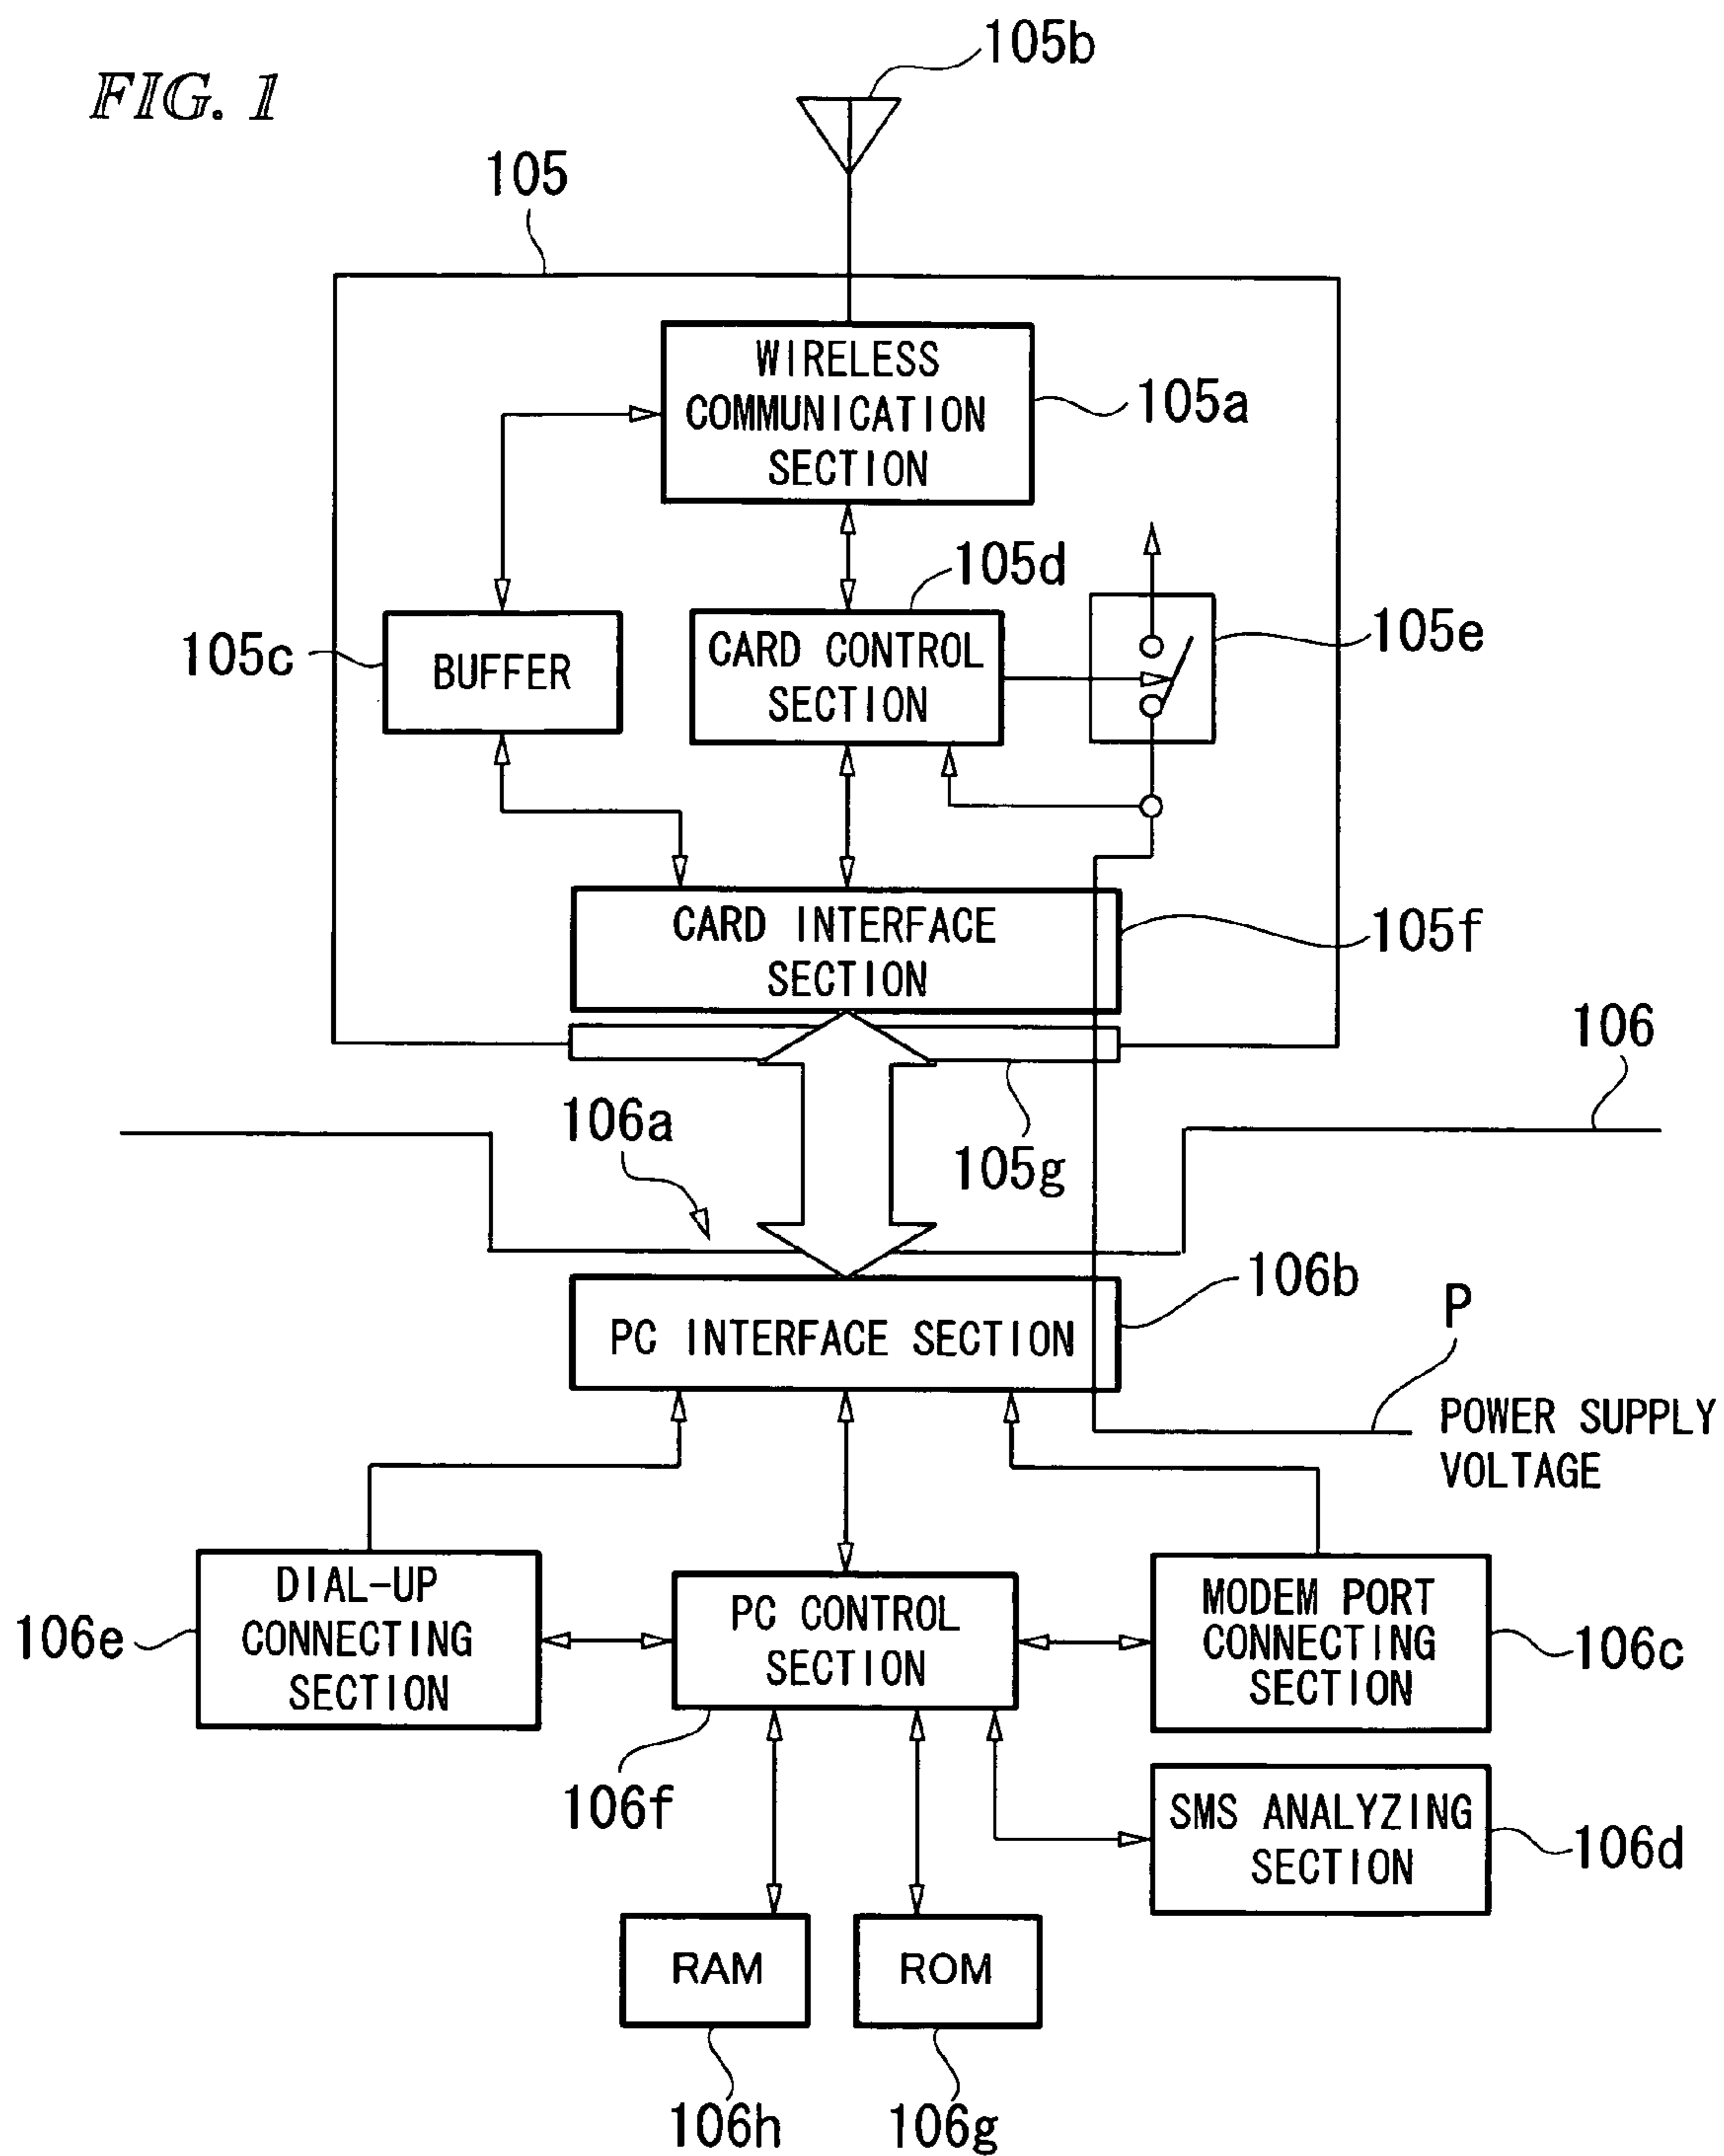 FIG. 1
105b
105
WIRELESS
COMMUNICATION
SECTION
105a
105d
105c
BUFFER
CARD CONTROL
SECTION
105e
CARD INTERFACE
SECTION
105f
106
106a
105g
106b
PC INTERFACE SECTION
P
POWER SUPPLY
VOLTAGE
DIAL-UP
CONNECTING
SECTION
106e
PC CONTROL
SECTION
MODEM PORT
CONNECTING
SECTION
106c
106f
SMS ANALYZING
SECTION
106d
RAM
ROM
106h
106g